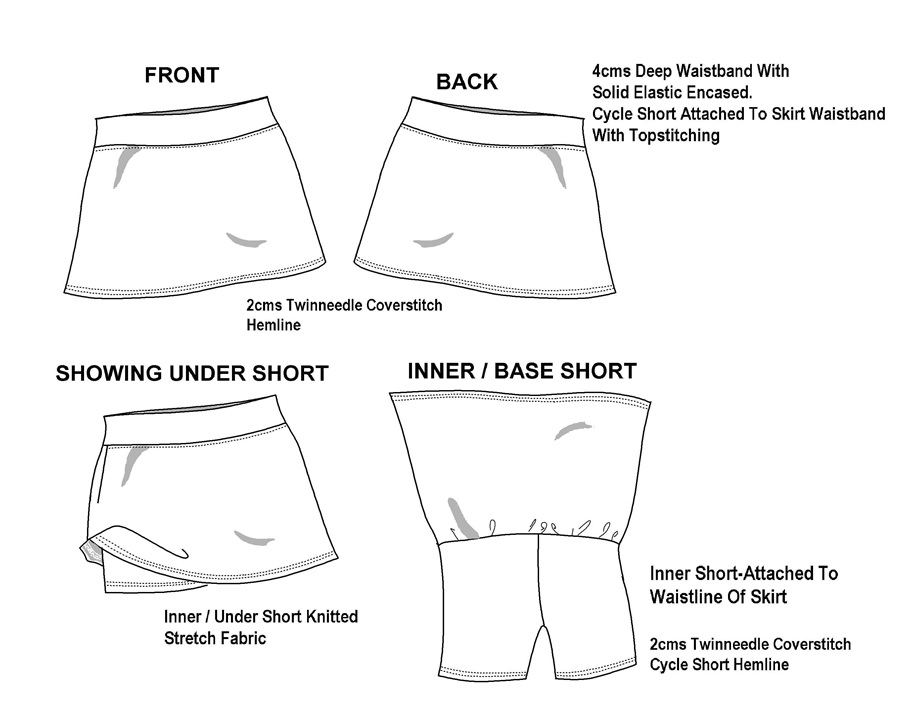 FRONT
BACK
4cms Deep Waistband With
Solid Elastic Encased.
Cycle Short Attached To Skirt Waistband
With Topstitching
2cms Twinneedle Coverstitch
Hemline
SHOWING UNDER SHORT
INNER / BASE SHORT
Inner Short-Attached To
Waistline Of Skirt
Inner / Under Short Knitted
Stretch Fabric
2cms Twinneedle Coverstitch
Cycle Short Hemline